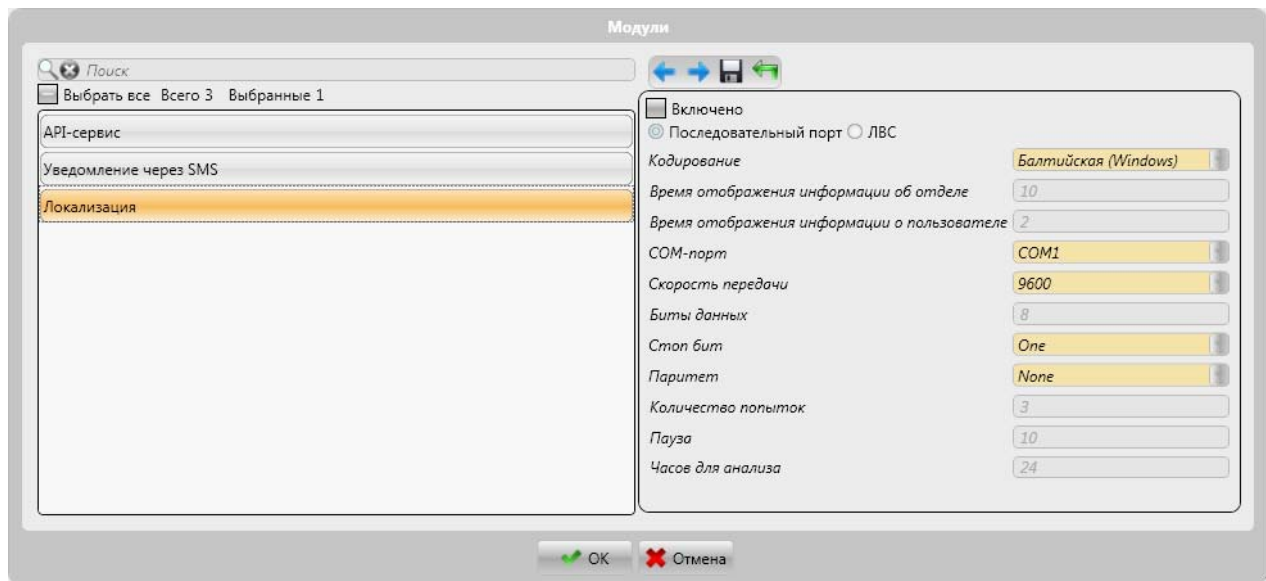 Модули
Поиск
Выбрать все Всего 3 Выбранные 1
API-сервис
Уведомление через SMS
Локализация
Включено
Последовательный порт ЛВС
Кодирование Балтийская (Windows)
Время отображения информации об отделе 10
Время отображения информации о пользователе 2
COM-порт COM1
Скорость передачи 9600
Биты данных 8
Стоп бит One
Паритет None
Количество попыток 3
Пауза 10
Часов для анализа 24
OK Отмена